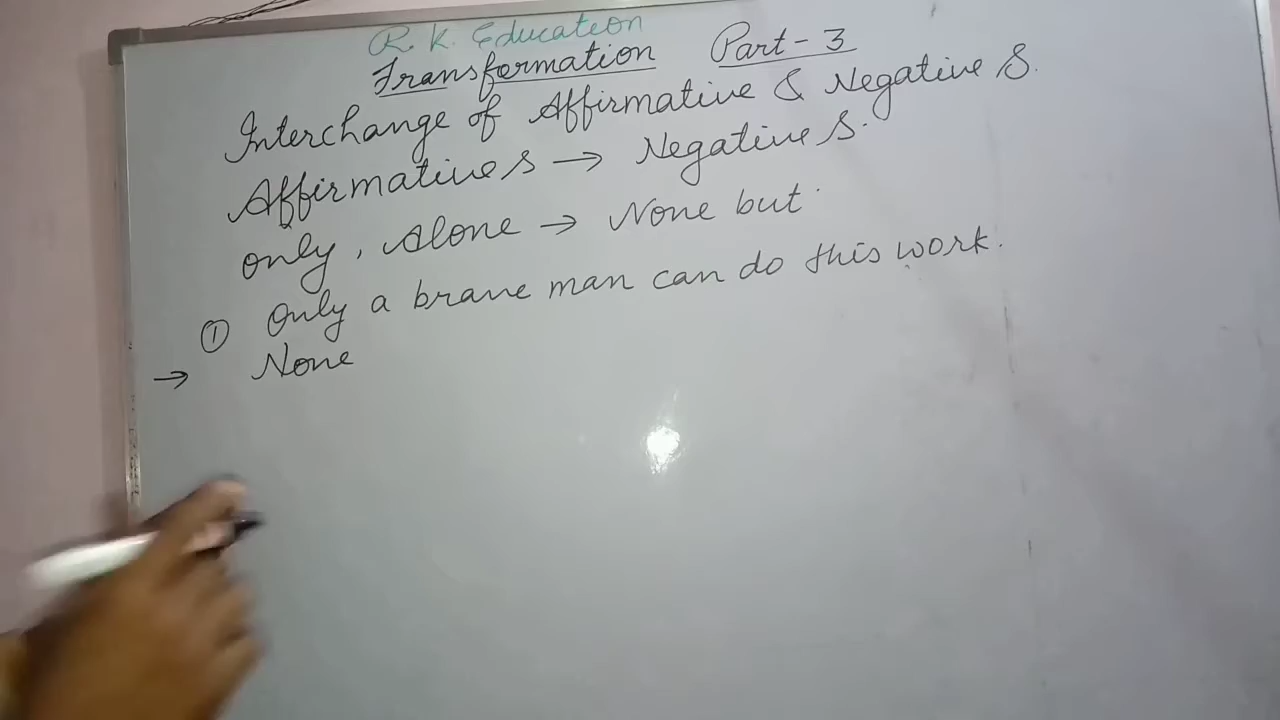 R. K. Education
Transformation Part - 3
Interchange of Affirmative & Negative S.
Affirmative s → Negative S.
only, Alone → None but.
① Only a brave man can do this work.
→ None